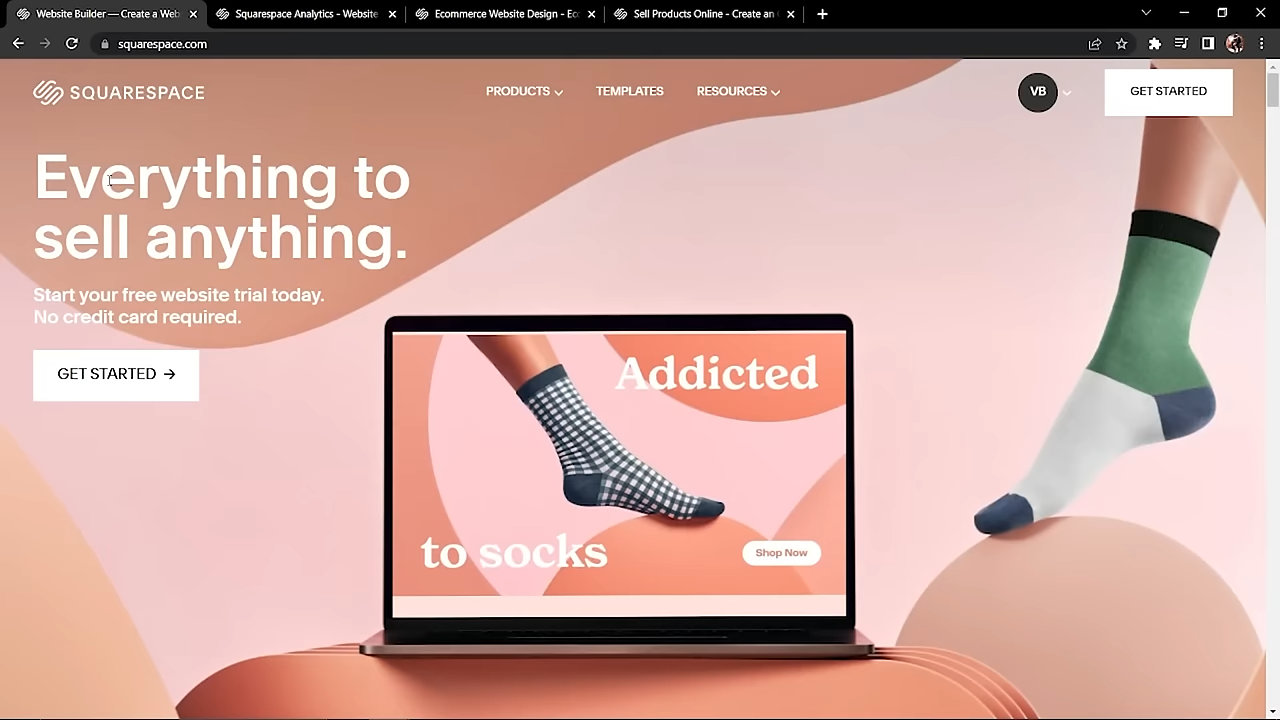 Website Builder — Create a Web
Squarespace Analytics - Website
Ecommerce Website Design - Ec
Sell Products Online - Create an
squarespace.com
SQUARESPACE
PRODUCTS
TEMPLATES
RESOURCES
VB
GET STARTED
Everything to
sell anything.
Start your free website trial today.
No credit card required.
GET STARTED →
Addicted
to socks
Shop Now